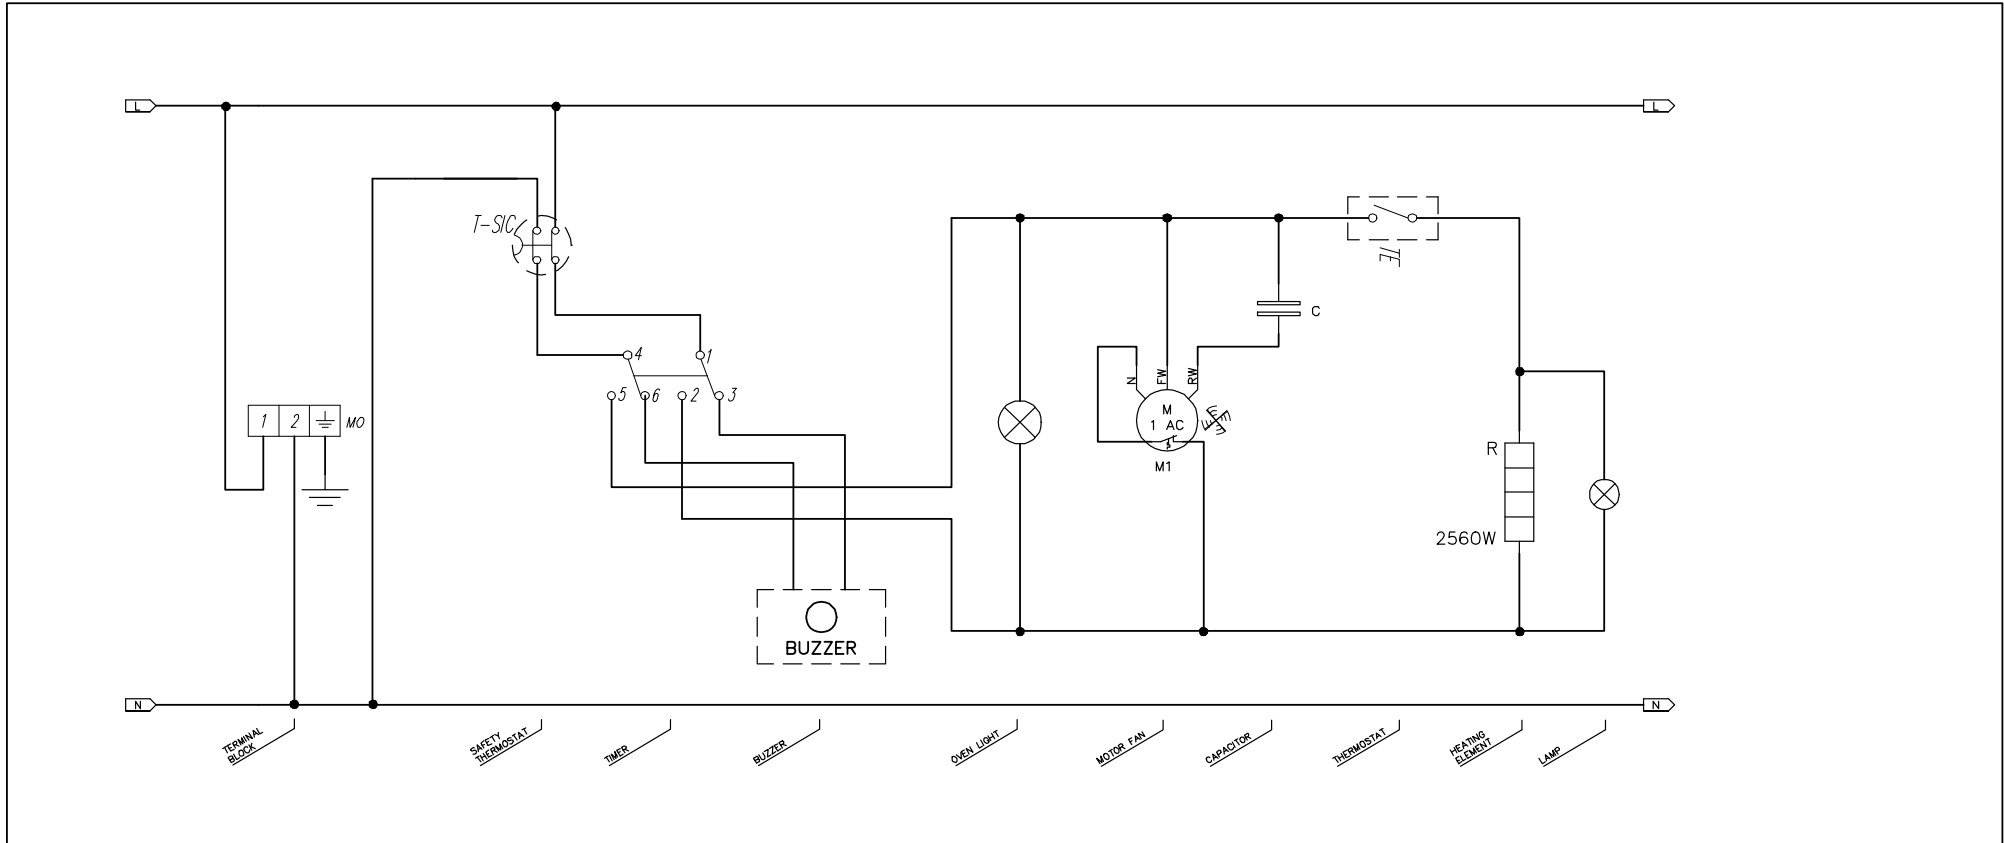 L
L
T-SIC
TE
C
4
1
5
6
2
3
N
FW
RW
M
1 AC
M1
1
2
MO
R
2560W
BUZZER
N
N
TERMINAL
BLOCK
SAFETY
THERMOSTAT
TIMER
BUZZER
OVEN LIGHT
MOTOR FAN
CAPACITOR
THERMOSTAT
HEATING
ELEMENT
LAMP